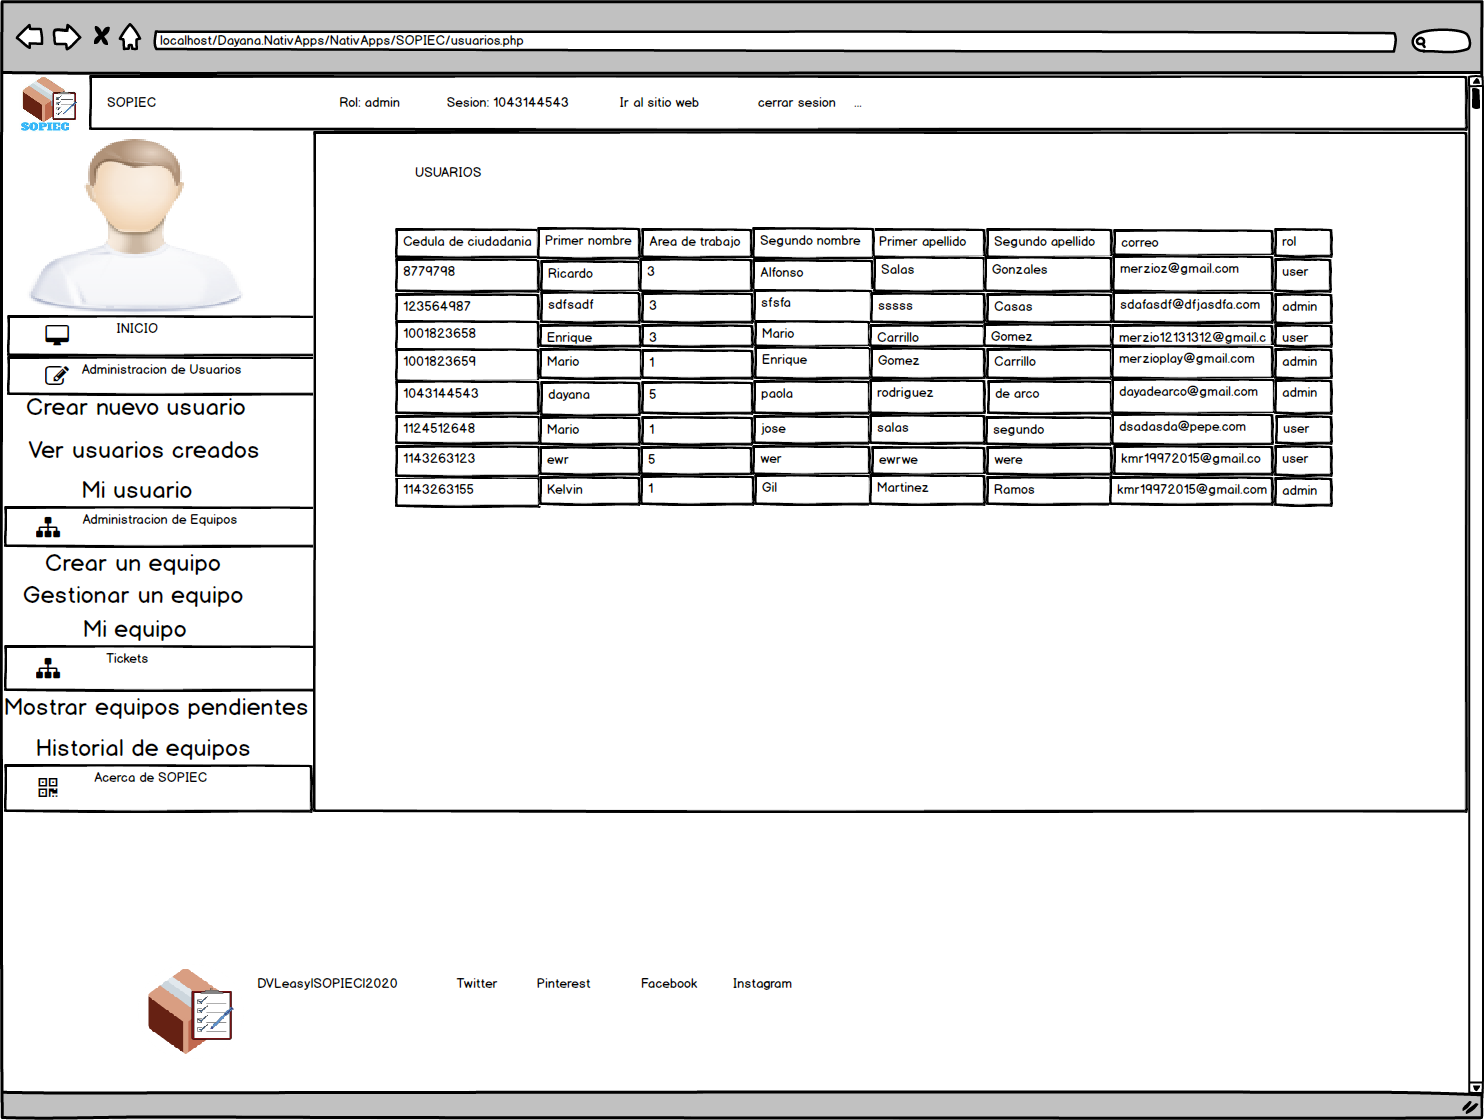 localhost/Dayana.NativApps/NativApps/SOPIEC/usuarios.php
SOPIEC
SOPIEC Rol: admin Sesion: 1043144543 Ir al sitio web cerrar sesion ...
INICIO
Administracion de Usuarios
Crear nuevo usuario
Ver usuarios creados
Mi usuario
Administracion de Equipos
Crear un equipo
Gestionar un equipo
Mi equipo
Tickets
Mostrar equipos pendientes
Historial de equipos
Acerca de SOPIEC
USUARIOS
Cedula de ciudadania Primer nombre Area de trabajo Segundo nombre Primer apellido Segundo apellido correo rol
8779798 Ricardo 3 Alfonso Salas Gonzales merzioz@gmail.com user
123564987 sdfsadf 3 sfsfa sssss Casas sdafasdf@dfjasdfa.com admin
1001823658 Enrique 3 Mario Carrillo Gomez merzio12131312@gmail.c user
1001823659 Mario 1 Enrique Gomez Carrillo merzioplay@gmail.com admin
1043144543 dayana 5 paola rodriguez de arco dayadearco@gmail.com admin
1124512648 Mario 1 jose salas segundo dsadasda@pepe.com user
1143263123 ewr 5 wer ewrwe were kmr19972015@gmail.co user
1143263155 Kelvin 1 Gil Martinez Ramos kmr19972015@gmail.com admin
DVLeasy|SOPIEC|2020 Twitter Pinterest Facebook Instagram